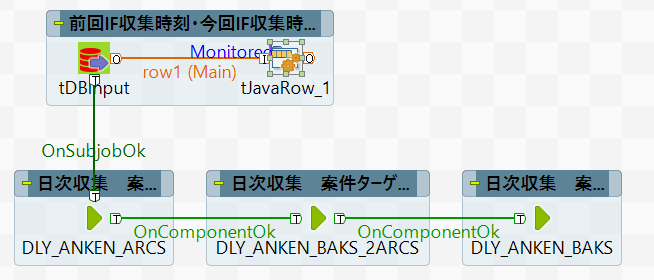 前回IF収集時刻・今回IF収集時...
Monitored
row1 (Main)
tDBInput
tJavaRow_1
OnSubjobOk
日次収集　案...
日次収集　案件ターゲ...
日次収集　案...
OnComponentOk
OnComponentOk
DLY_ANKEN_ARCS
DLY_ANKEN_BAKS_2ARCS
DLY_ANKEN_BAKS